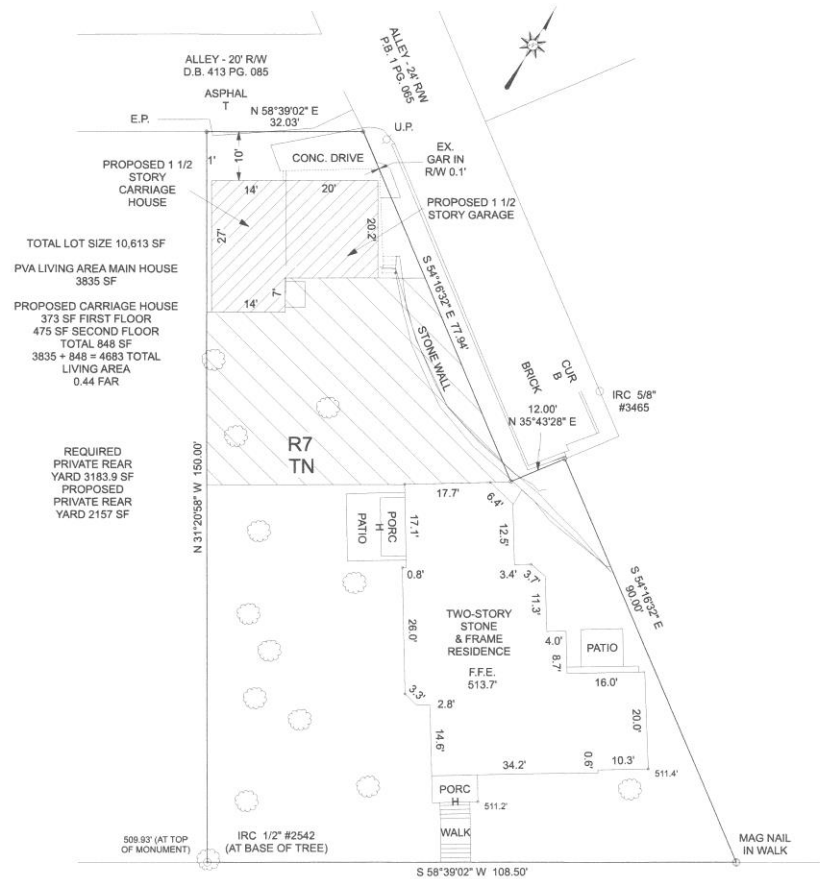 ALLEY - 20' R/W
D.B. 413 PG. 085
ASPHAL
T
E.P.
N 58°39'02" E
32.03'
ALLEY - 24' R/W
P.B. 1 PG. 065
U.P.
1'
10'
CONC. DRIVE
EX.
GAR IN
R/W 0.1'
PROPOSED 1 1/2
STORY
CARRIAGE
HOUSE
14'
20'
PROPOSED 1 1/2
STORY GARAGE
27'
20.2'
TOTAL LOT SIZE 10,613 SF
PVA LIVING AREA MAIN HOUSE
3835 SF
PROPOSED CARRIAGE HOUSE
373 SF FIRST FLOOR
475 SF SECOND FLOOR
TOTAL 848 SF
3835 + 848 = 4683 TOTAL
LIVING AREA
0.44 FAR
14'
7'
S 54°16'32" E 77.94'
STONE WALL
BRICK
CUR
B
12.00'
N 35°43'28" E
IRC 5/8"
#3465
R7
TN
REQUIRED
PRIVATE REAR
YARD 3183.9 SF
PROPOSED
PRIVATE REAR
YARD 2157 SF
N 31°20'58" W 150.00'
17.7'
6.4'
PATIO
PORC
H
17.1'
12.5'
0.8'
3.4'
3.7'
11.3'
S 54°16'32" E
90.00'
26.0'
TWO-STORY
STONE
& FRAME
RESIDENCE
F.F.E.
513.7'
4.0'
8.7'
PATIO
16.0'
3.3'
2.8'
14.6'
20.0'
34.2'
0.6'
10.3'
511.4'
PORC
H
511.2'
WALK
509.93' (AT TOP
OF MONUMENT)
IRC 1/2" #2542
(AT BASE OF TREE)
MAG NAIL
IN WALK
S 58°39'02" W 108.50'